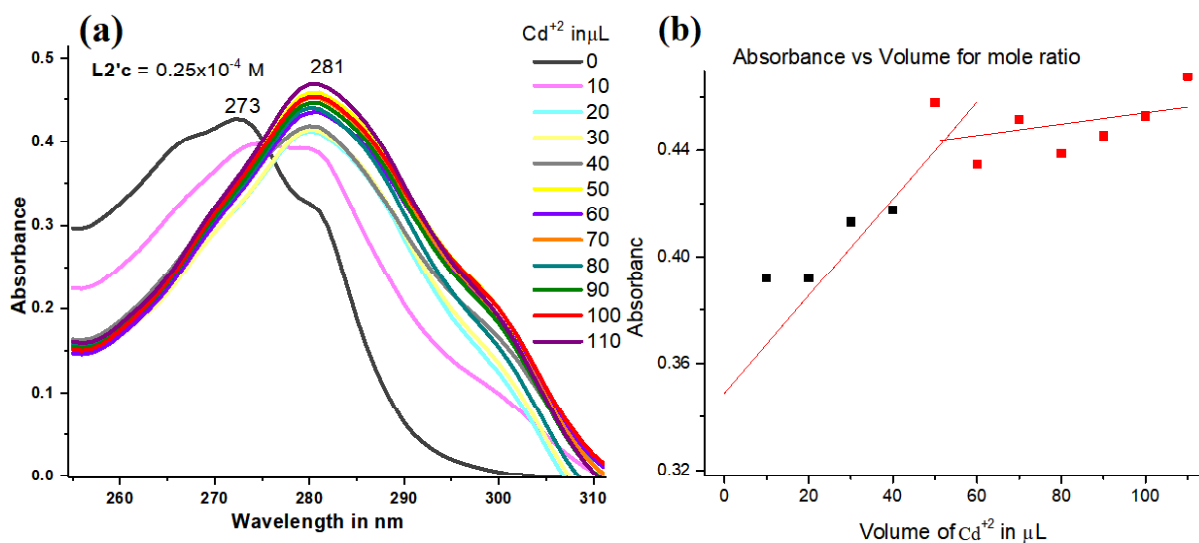 (a)
Cd+2 in µL
L2'c = 0.25x10-4 M
273
281
0
10
20
30
40
50
60
70
80
90
100
110
0.5
0.4
0.3
0.2
0.1
0.0
Absorbance
260 270 280 290 300 310
Wavelength in nm
(b)
Absorbance vs Volume for mole ratio
0.44
0.40
0.36
0.32
Absorbanc
0 20 40 60 80 100
Volume of Cd+2 in µL